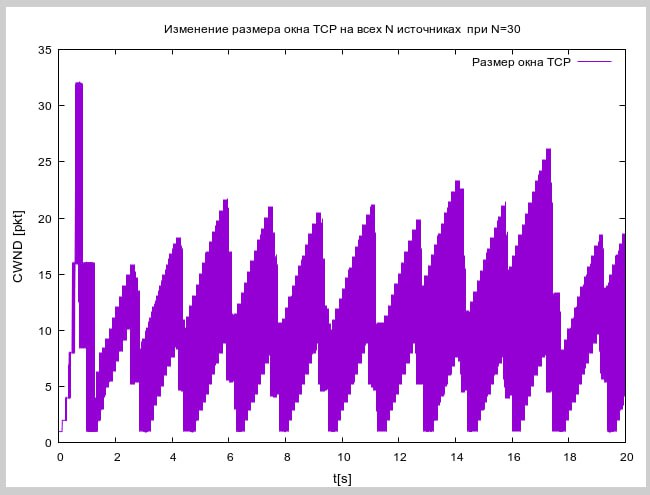 Изменение размера окна TCP на всех N источниках при N=30
Размер окна TCP
CWND [pkt]
35
30
25
20
15
10
5
0
0 2 4 6 8 10 12 14 16 18 20
t[s]